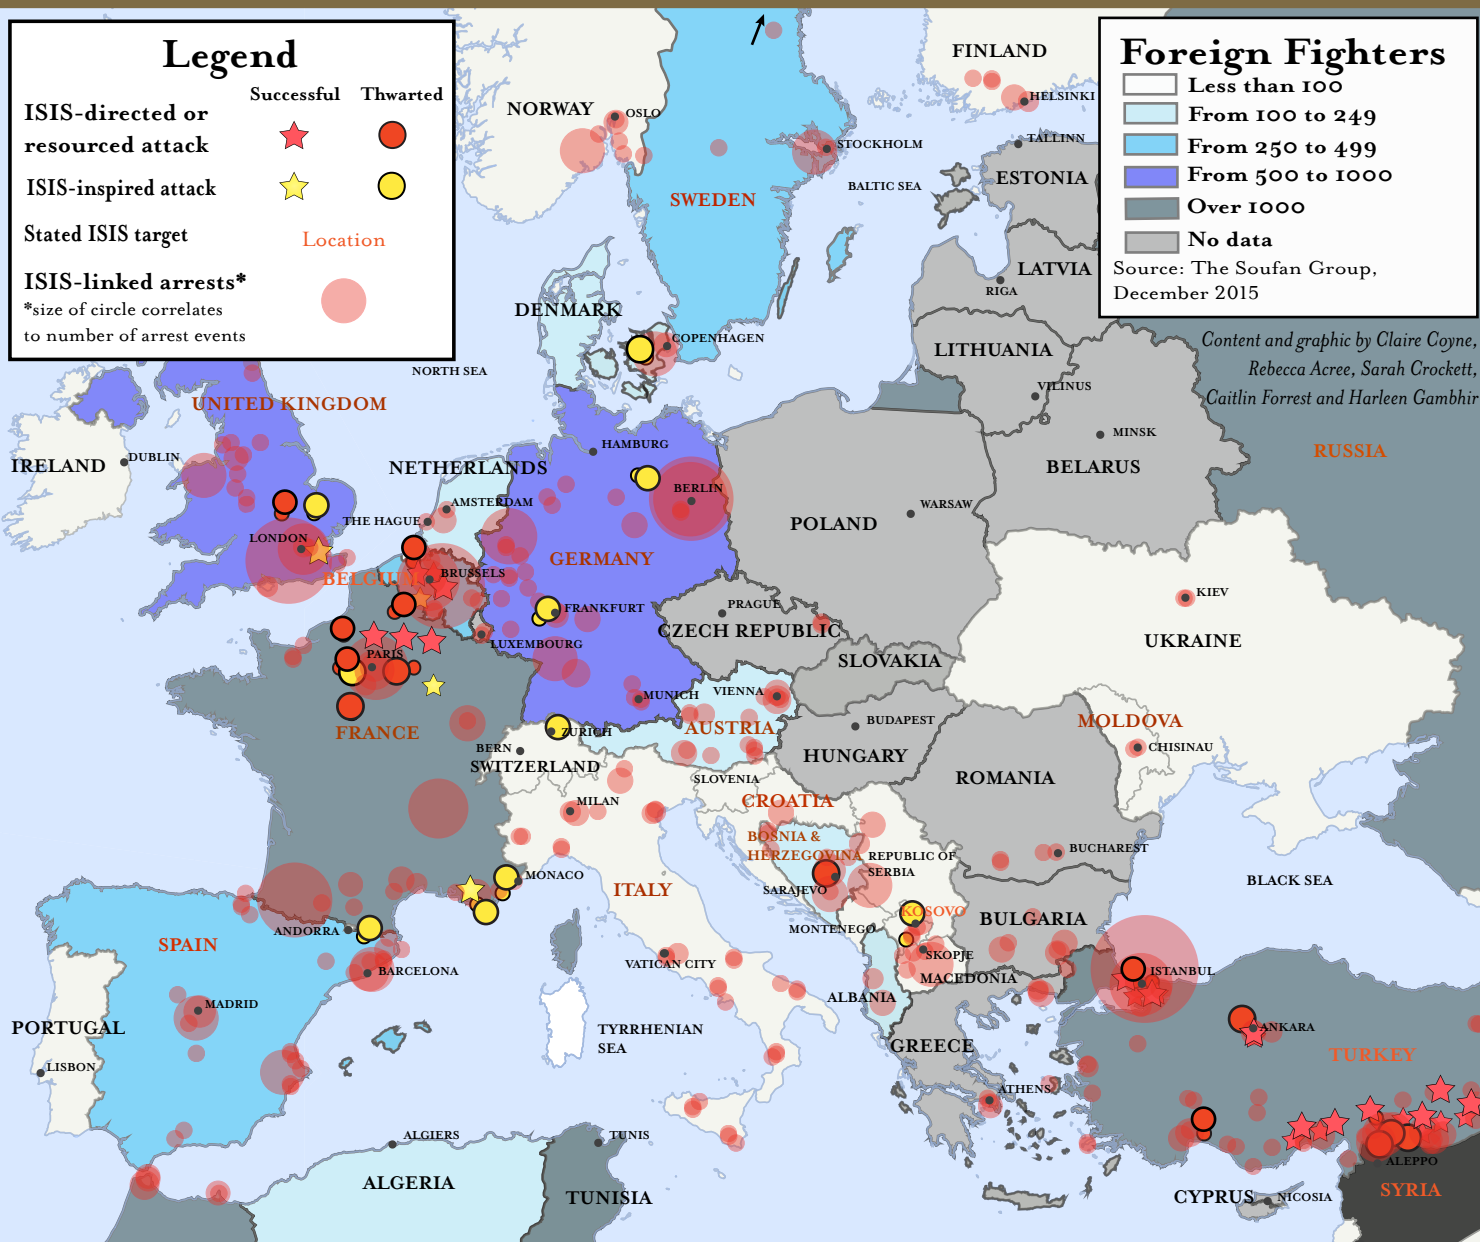 Legend
Successful Thwarted
ISIS-directed or
resourced attack
ISIS-inspired attack
Stated ISIS target
Location
ISIS-linked arrests*
*size of circle correlates
to number of arrest events
Foreign Fighters
Less than 100
From 100 to 249
From 250 to 499
From 500 to 1000
Over 1000
No data
Source: The Soufan Group,
December 2015
Content and graphic by Claire Coyne,
Rebecca Acree, Sarah Crockett,
Caitlin Forrest and Harleen Gambhir
FINLAND
HELSINKI
NORWAY
OSLO
STOCKHOLM
TALLINN
ESTONIA
BALTIC SEA
SWEDEN
LATVIA
RIGA
DENMARK
COPENHAGEN
LITHUANIA
VILINUS
NORTH SEA
UNITED KINGDOM
MINSK
HAMBURG
RUSSIA
IRELAND
DUBLIN
NETHERLANDS
BELARUS
BERLIN
AMSTERDAM
WARSAW
THE HAGUE
POLAND
LONDON
GERMANY
BELGIUM
BRUSSELS
KIEV
FRANKFURT
PRAGUE
CZECH REPUBLIC
UKRAINE
LUXEMBOURG
PARIS
SLOVAKIA
MUNICH
VIENNA
FRANCE
ZURICH
AUSTRIA
BUDAPEST
MOLDOVA
BERN
CHISINAU
SWITZERLAND
HUNGARY
SLOVENIA
ROMANIA
MILAN
CROATIA
BOSNIA &
HERZEGOVINA
REPUBLIC OF
SERBIA
BUCHAREST
MONACO
ITALY
SARAJEVO
BLACK SEA
KOSOVO
BULGARIA
ANDORRA
MONTENEGO
SPAIN
SKOPJE
VATICAN CITY
BARCELONA
MACEDONIA
ISTANBUL
ALBANIA
MADRID
PORTUGAL
TYRRHENIAN
SEA
ANKARA
GREECE
TURKEY
LISBON
ATHENS
ALGIERS
TUNIS
ALEPPO
ALGERIA
TUNISIA
CYPRUS
NICOSIA
SYRIA